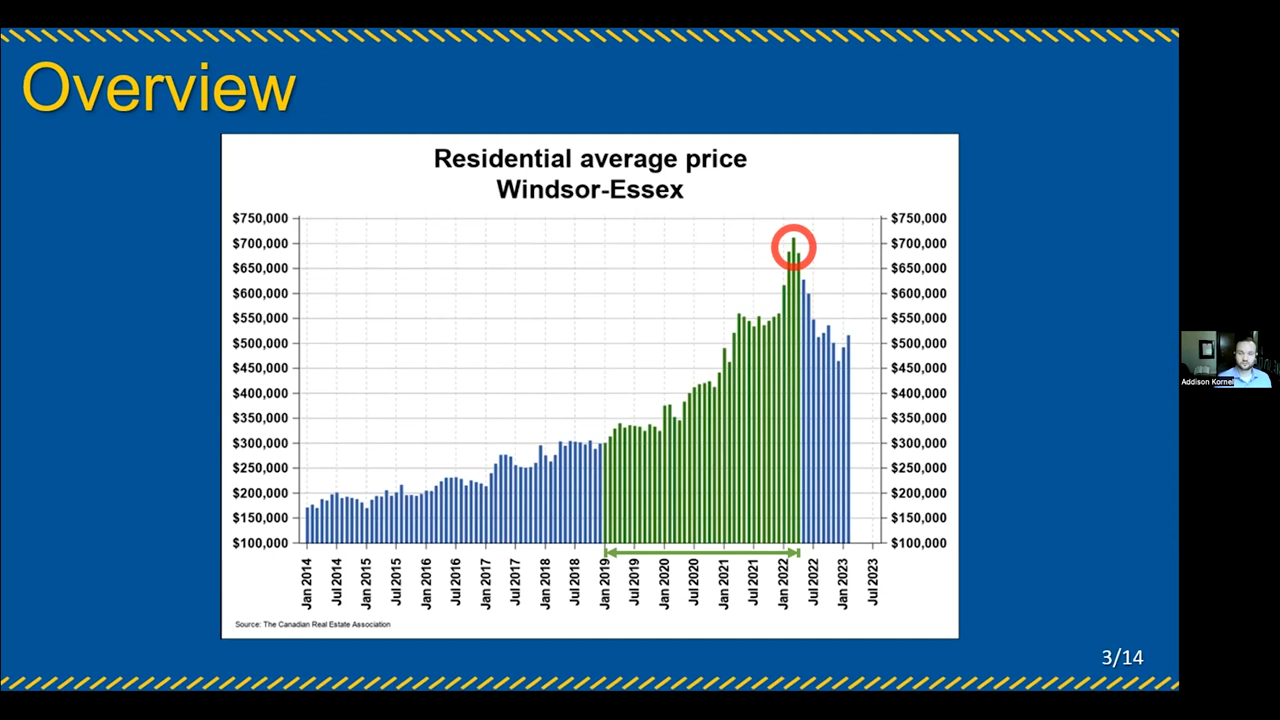 Overview
Residential average price
Windsor-Essex
$750,000 $750,000
$700,000 $700,000
$650,000 $650,000
$600,000 $600,000
$550,000 $550,000
$500,000 $500,000
$450,000 $450,000
$400,000 $400,000
$350,000 $350,000
$300,000 $300,000
$250,000 $250,000
$200,000 $200,000
$150,000 $150,000
$100,000 $100,000
Jan 2014 Jul 2014 Jan 2015 Jul 2015 Jan 2016 Jul 2016 Jan 2017 Jul 2017 Jan 2018 Jul 2018 Jan 2019 Jul 2019 Jan 2020 Jul 2020 Jan 2021 Jul 2021 Jan 2022 Jul 2022 Jan 2023 Jul 2023
Source: The Canadian Real Estate Association
3/14
Addison Kornel